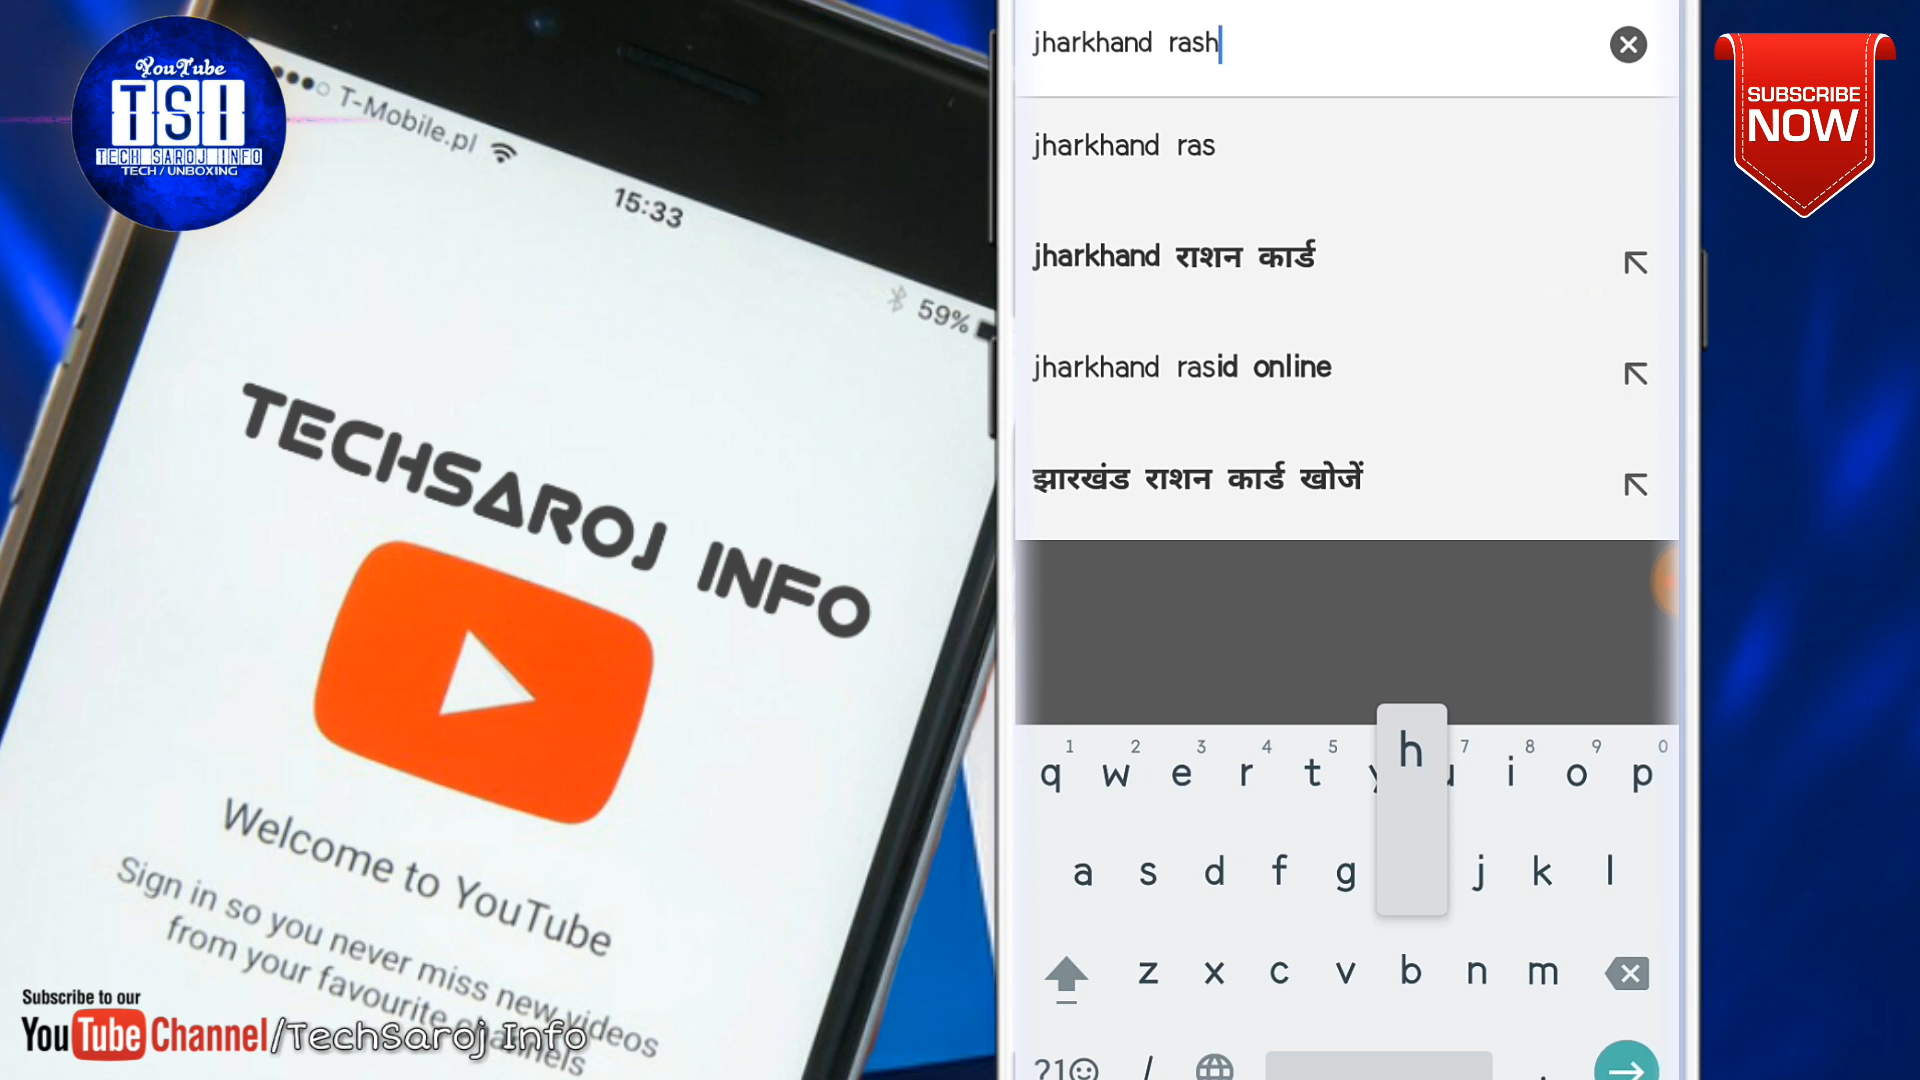 YouTube
TSI
TECH SAROJ INFO
TECH / UNBOXING
T-Mobile.pl
15:33
59%
TECHSAROJ INFO
Welcome to YouTube
Sign in so you never miss new videos
from your favourite channels
Subscribe to our
YouTube Channel/TechSaroj Info
jharkhand rash
jharkhand ras
jharkhand राशन कार्ड
jharkhand rasid online
झारखंड राशन कार्ड खोजें
1 2 3 4 5 7 8 9 0
q w e r t y u i o p
h
a s d f g j k l
z x c v b n m
?1☺ / .
SUBSCRIBE
NOW